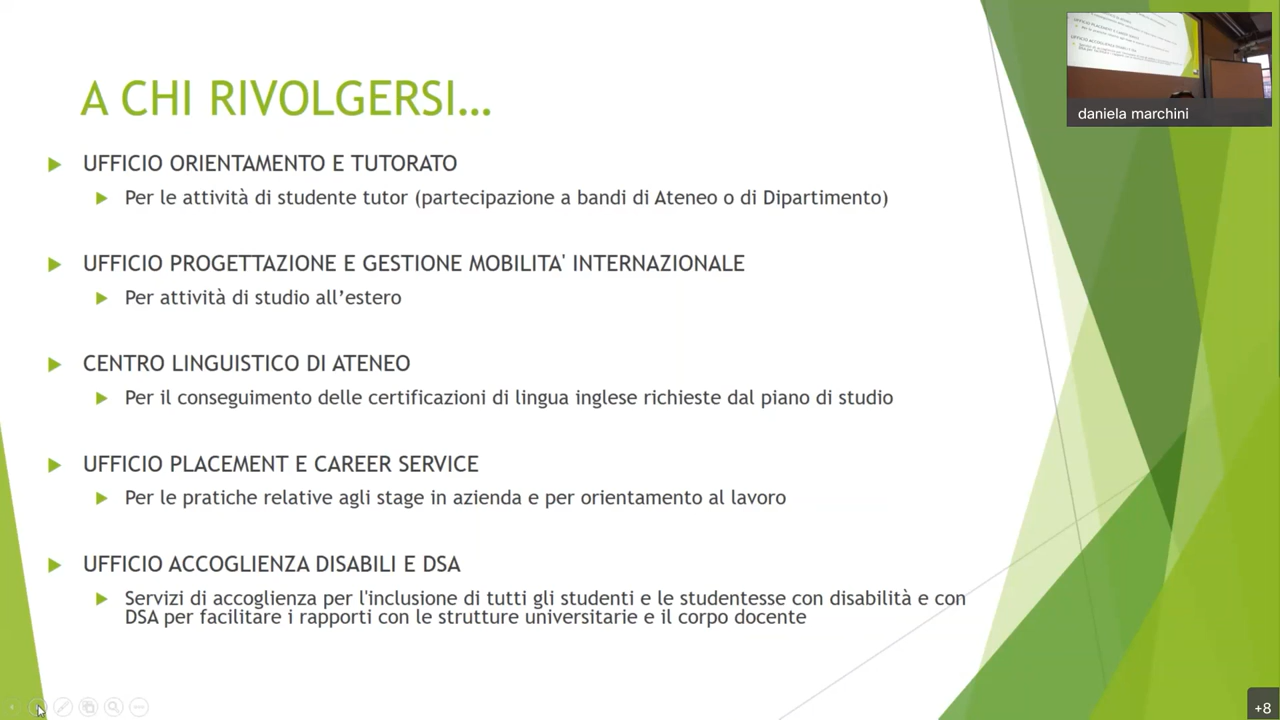 A CHI RIVOLGERSI...
UFFICIO ORIENTAMENTO E TUTORATO
Per le attività di studente tutor (partecipazione a bandi di Ateneo o di Dipartimento)
UFFICIO PROGETTAZIONE E GESTIONE MOBILITA' INTERNAZIONALE
Per attività di studio all’estero
CENTRO LINGUISTICO DI ATENEO
Per il conseguimento delle certificazioni di lingua inglese richieste dal piano di studio
UFFICIO PLACEMENT E CAREER SERVICE
Per le pratiche relative agli stage in azienda e per orientamento al lavoro
UFFICIO ACCOGLIENZA DISABILI E DSA
Servizi di accoglienza per l'inclusione di tutti gli studenti e le studentesse con disabilità e con
DSA per facilitare i rapporti con le strutture universitarie e il corpo docente
daniela marchini
+8